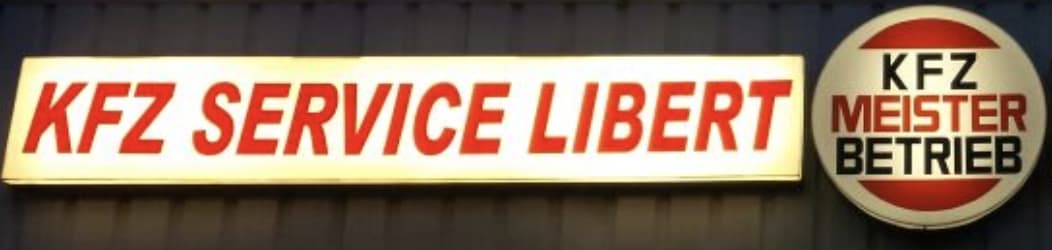 KFZ SERVICE LIBERT
KFZ
MEISTER
BETRIEB